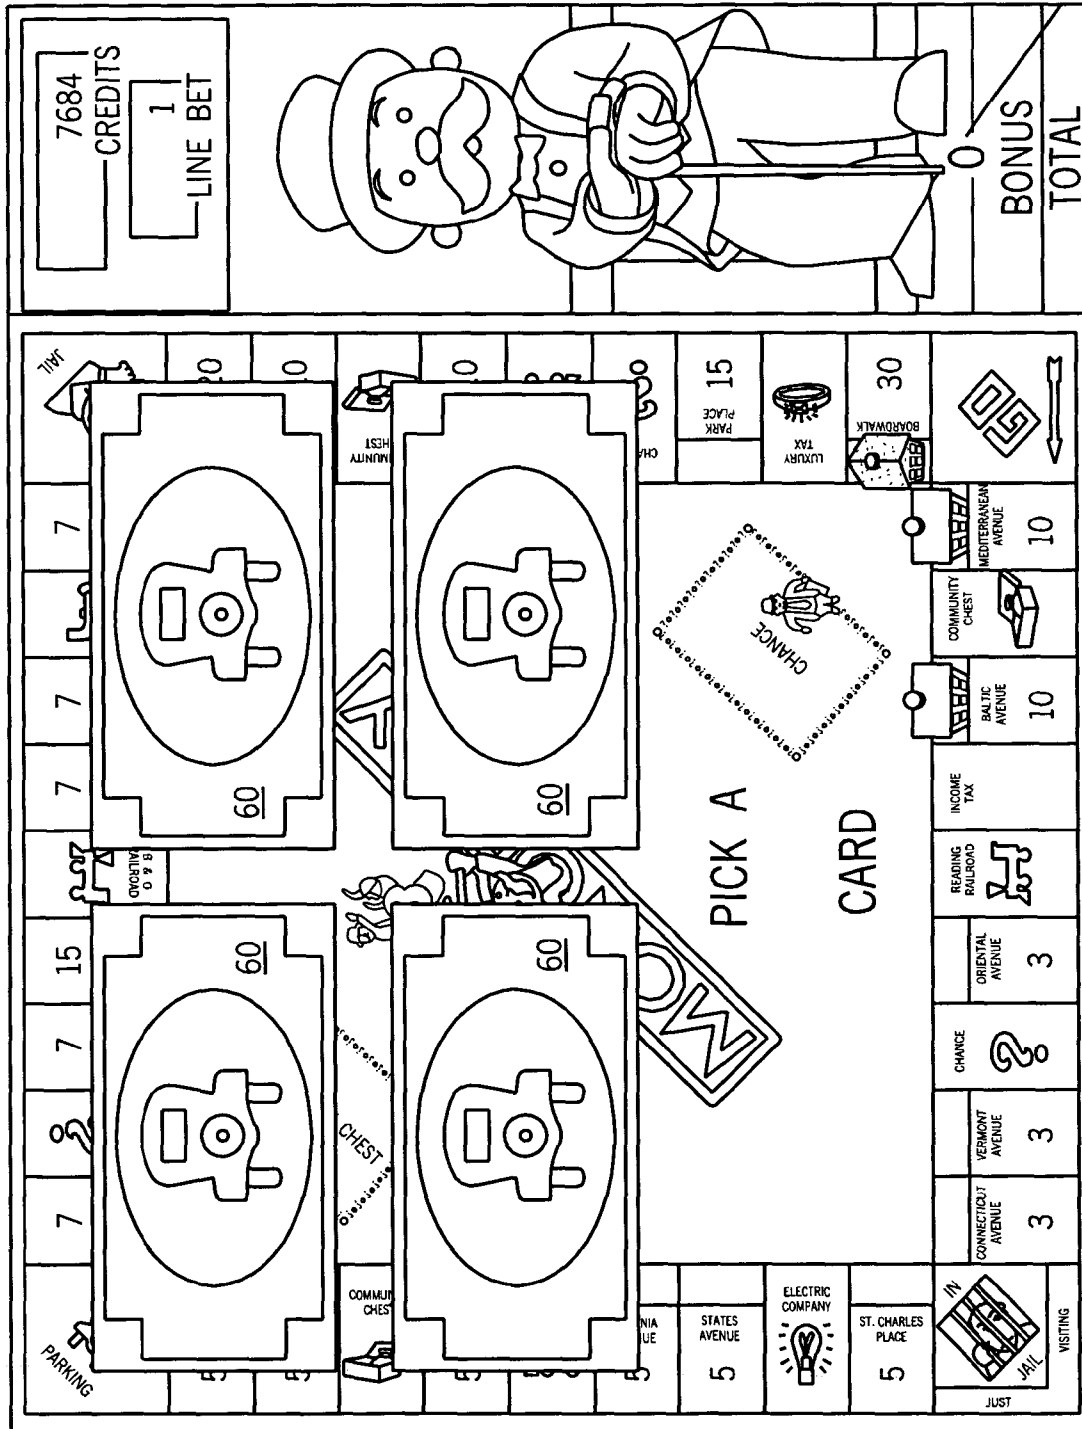 7684
CREDITS
1
LINE BET
0
BONUS
TOTAL
JAIL
7
7
7
B & O
RAILROAD
15
7
7
PARKING
60
60
60
60
CHEST
PICK A
CARD
CHANCE
PARK
PLACE
15
LUXURY
TAX
BOARDWALK
30
GO
MEDITERRANEAN
AVENUE
10
COMMUNITY
CHEST
BALTIC
AVENUE
10
INCOME
TAX
READING
RAILROAD
ORIENTAL
AVENUE
3
CHANCE
?
VERMONT
AVENUE
3
CONNECTICUT
AVENUE
3
IN
JAIL
JUST
VISITING
ST. CHARLES
PLACE
5
ELECTRIC
COMPANY
STATES
AVENUE
5